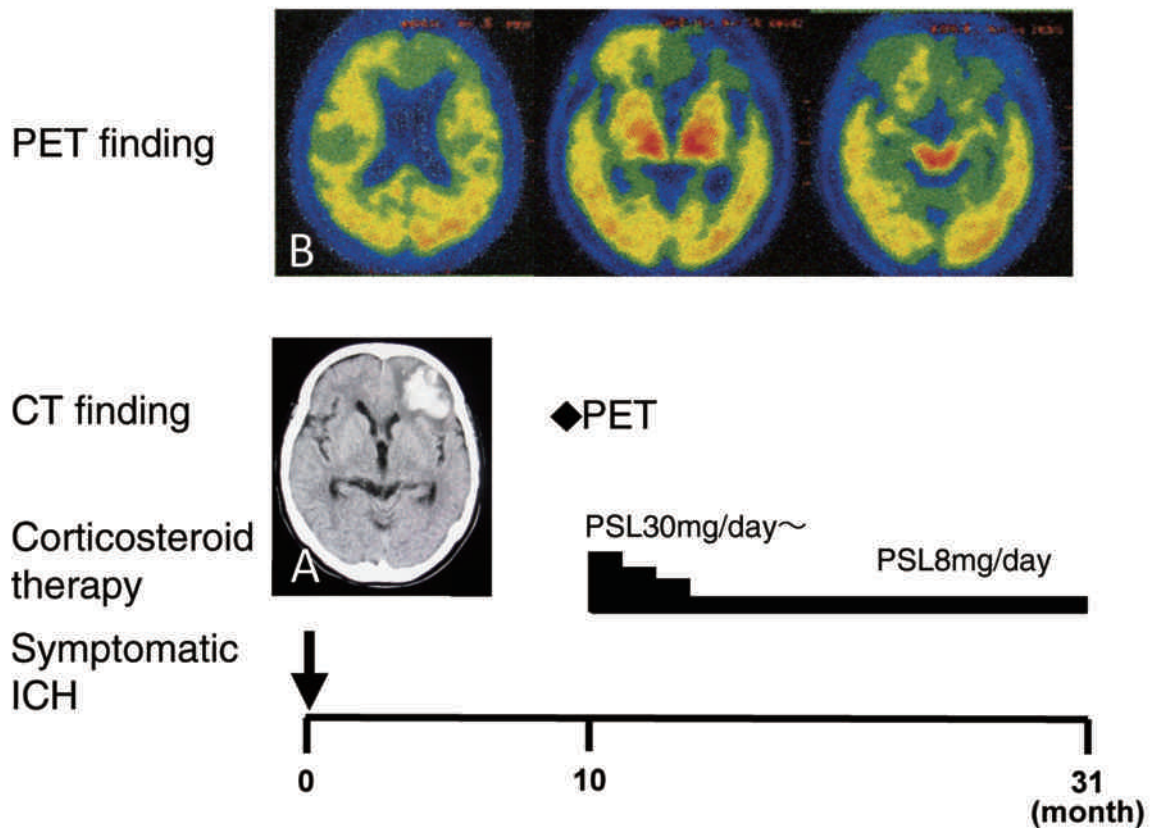 PET finding
B
CT finding
◆PET
A
Corticosteroid
therapy
PSL30mg/day～
PSL8mg/day
Symptomatic
ICH
0
10
31
(month)